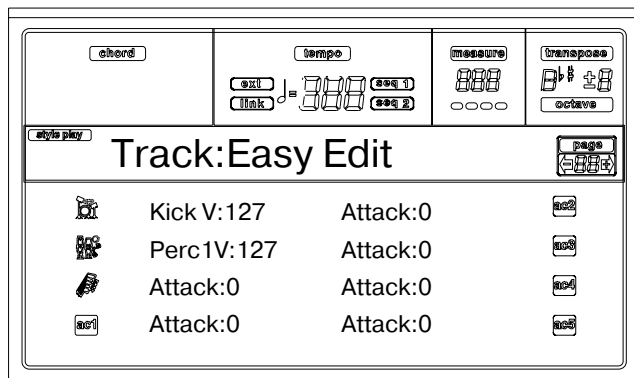 chord tempo measure transpose
ext seq 1
link seq 2
octave
style play
Track:Easy Edit
page
Kick V:127 Attack:0 ac2
Perc1V:127 Attack:0 ac3
Attack:0 Attack:0 ac4
ac1 Attack:0 Attack:0 ac5